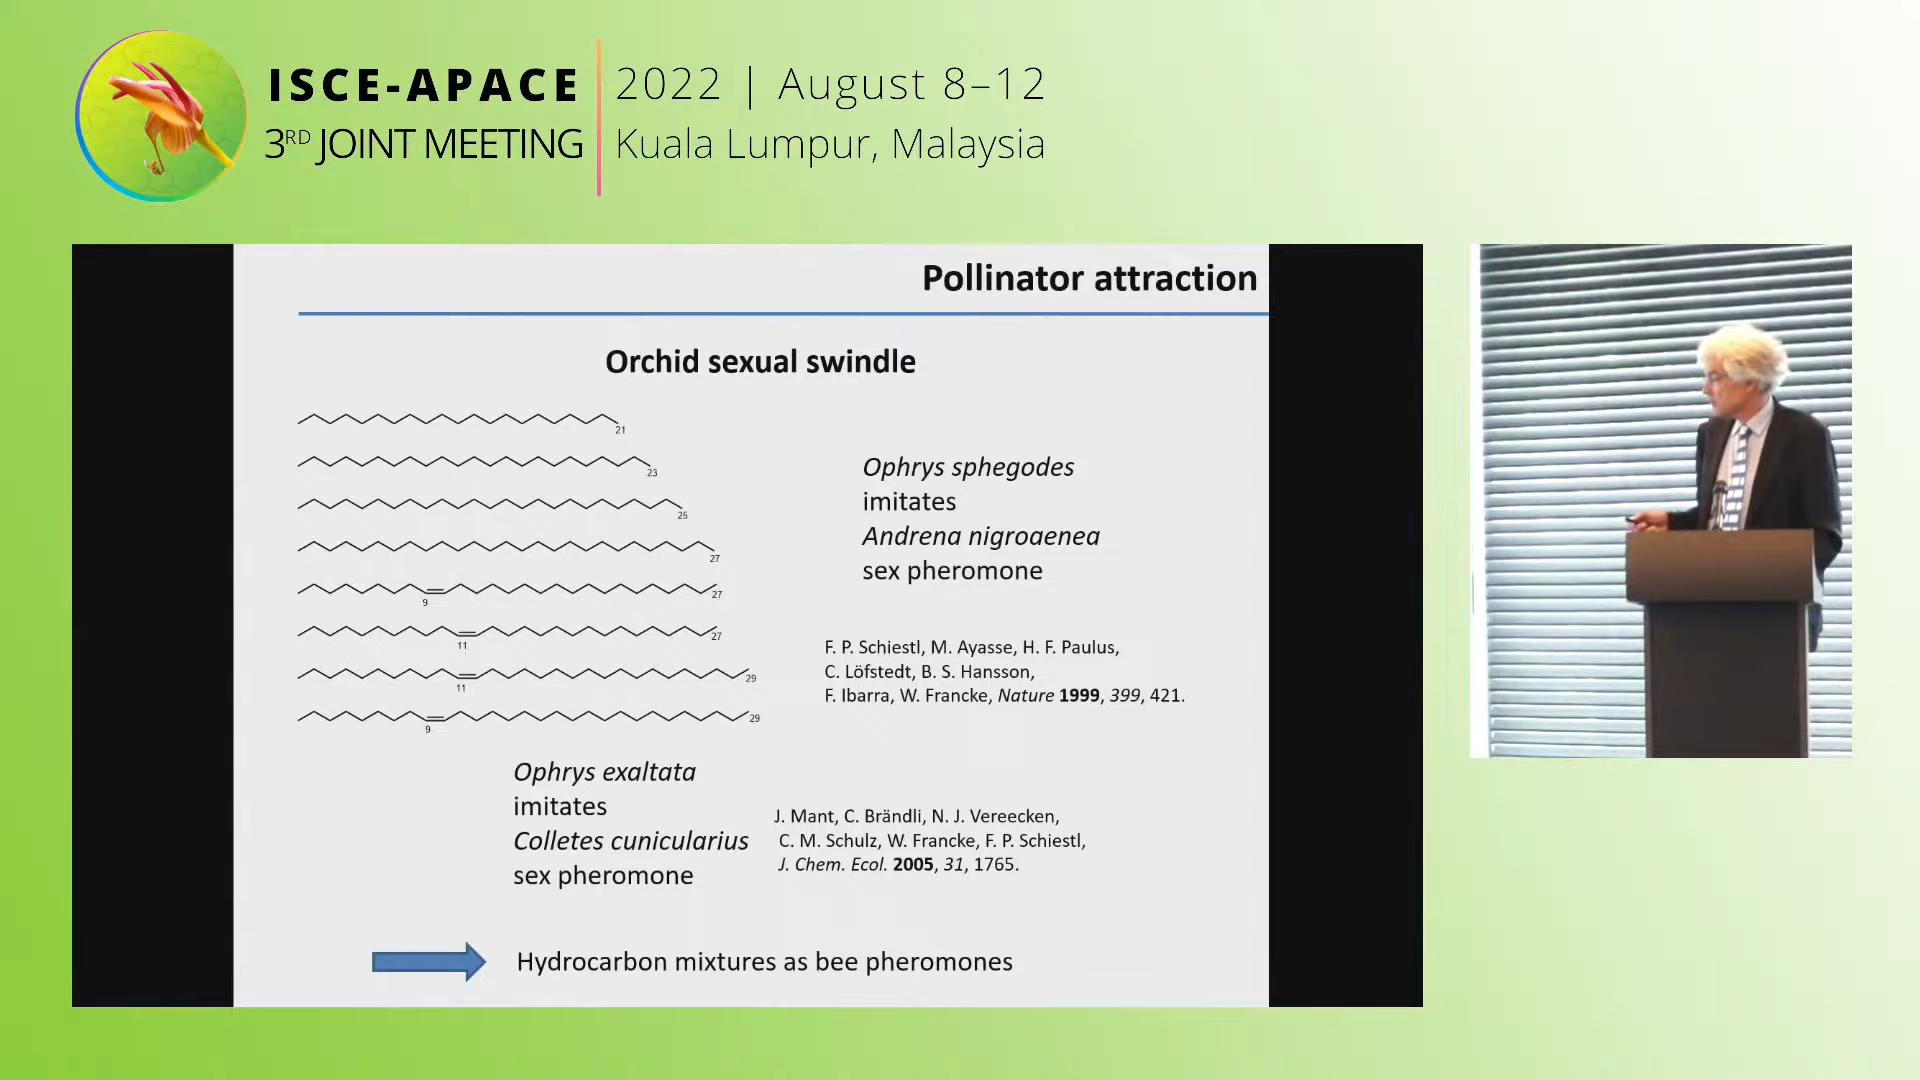 ISCE-APACE
3RD JOINT MEETING
2022 | August 8–12
Kuala Lumpur, Malaysia
Pollinator attraction
Orchid sexual swindle
21
23
25
27
9
27
11
27
11
29
9
29
Ophrys sphegodes
imitates
Andrena nigroaenea
sex pheromone
F. P. Schiestl, M. Ayasse, H. F. Paulus,
C. Löfstedt, B. S. Hansson,
F. Ibarra, W. Francke, Nature 1999, 399, 421.
Ophrys exaltata
imitates
Colletes cunicularius
sex pheromone
J. Mant, C. Brändli, N. J. Vereecken,
C. M. Schulz, W. Francke, F. P. Schiestl,
J. Chem. Ecol. 2005, 31, 1765.
Hydrocarbon mixtures as bee pheromones